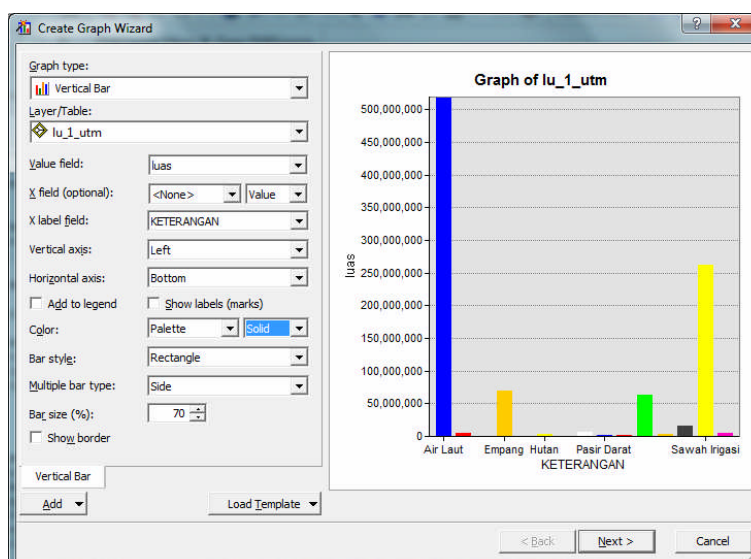 Create Graph Wizard
Graph type:
Vertical Bar
Layer/Table:
lu_1_utm
Value field:
luas
X field (optional):
<None>
Value
X label field:
KETERANGAN
Vertical axis:
Left
Horizontal axis:
Bottom
Add to legend
Show labels (marks)
Color:
Palette
Solid
Bar style:
Rectangle
Multiple bar type:
Side
Bar size (%):
70
Show border
Vertical Bar
Add
Load Template
Graph of lu_1_utm
500,000,000
450,000,000
400,000,000
350,000,000
300,000,000
250,000,000
200,000,000
150,000,000
100,000,000
50,000,000
0
luas
Air Laut Empang Hutan Pasir Darat Sawah Irigasi
KETERANGAN
< Back
Next >
Cancel